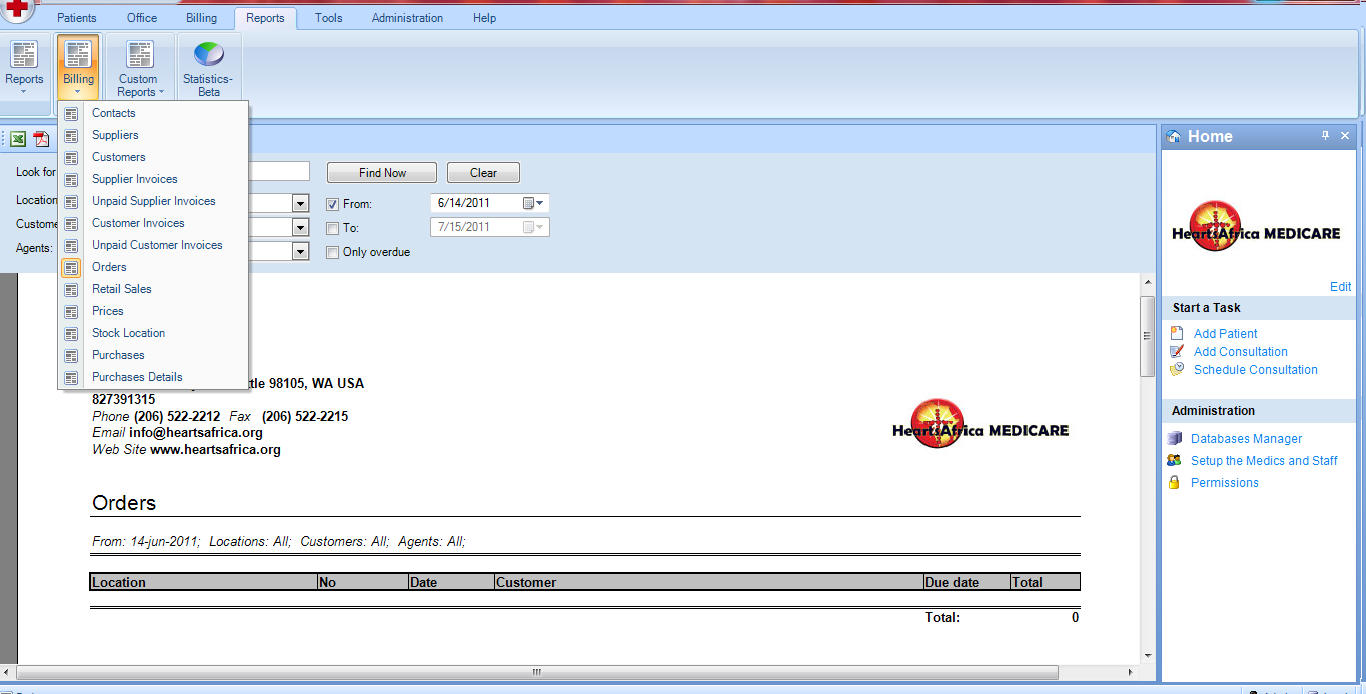 Patients Office Billing Reports Tools Administration Help
Reports Billing Custom Reports Statistics-Beta
Contacts
Suppliers
Customers
Supplier Invoices
Unpaid Supplier Invoices
Customer Invoices
Unpaid Customer Invoices
Orders
Retail Sales
Prices
Stock Location
Purchases
Purchases Details
Look for
Find Now Clear
Location
From: 6/14/2011
Custome
To: 7/15/2011
Agents:
Only overdue
tle 98105, WA USA
827391315
Phone (206) 522-2212 Fax (206) 522-2215
Email info@heartsafrica.org
Web Site www.heartsafrica.org
HeartsAfrica MEDICARE
Orders
From: 14-jun-2011; Locations: All; Customers: All; Agents: All;
Location No Date Customer Due date Total
Total: 0
Home
HeartsAfrica MEDICARE
Edit
Start a Task
Add Patient
Add Consultation
Schedule Consultation
Administration
Databases Manager
Setup the Medics and Staff
Permissions